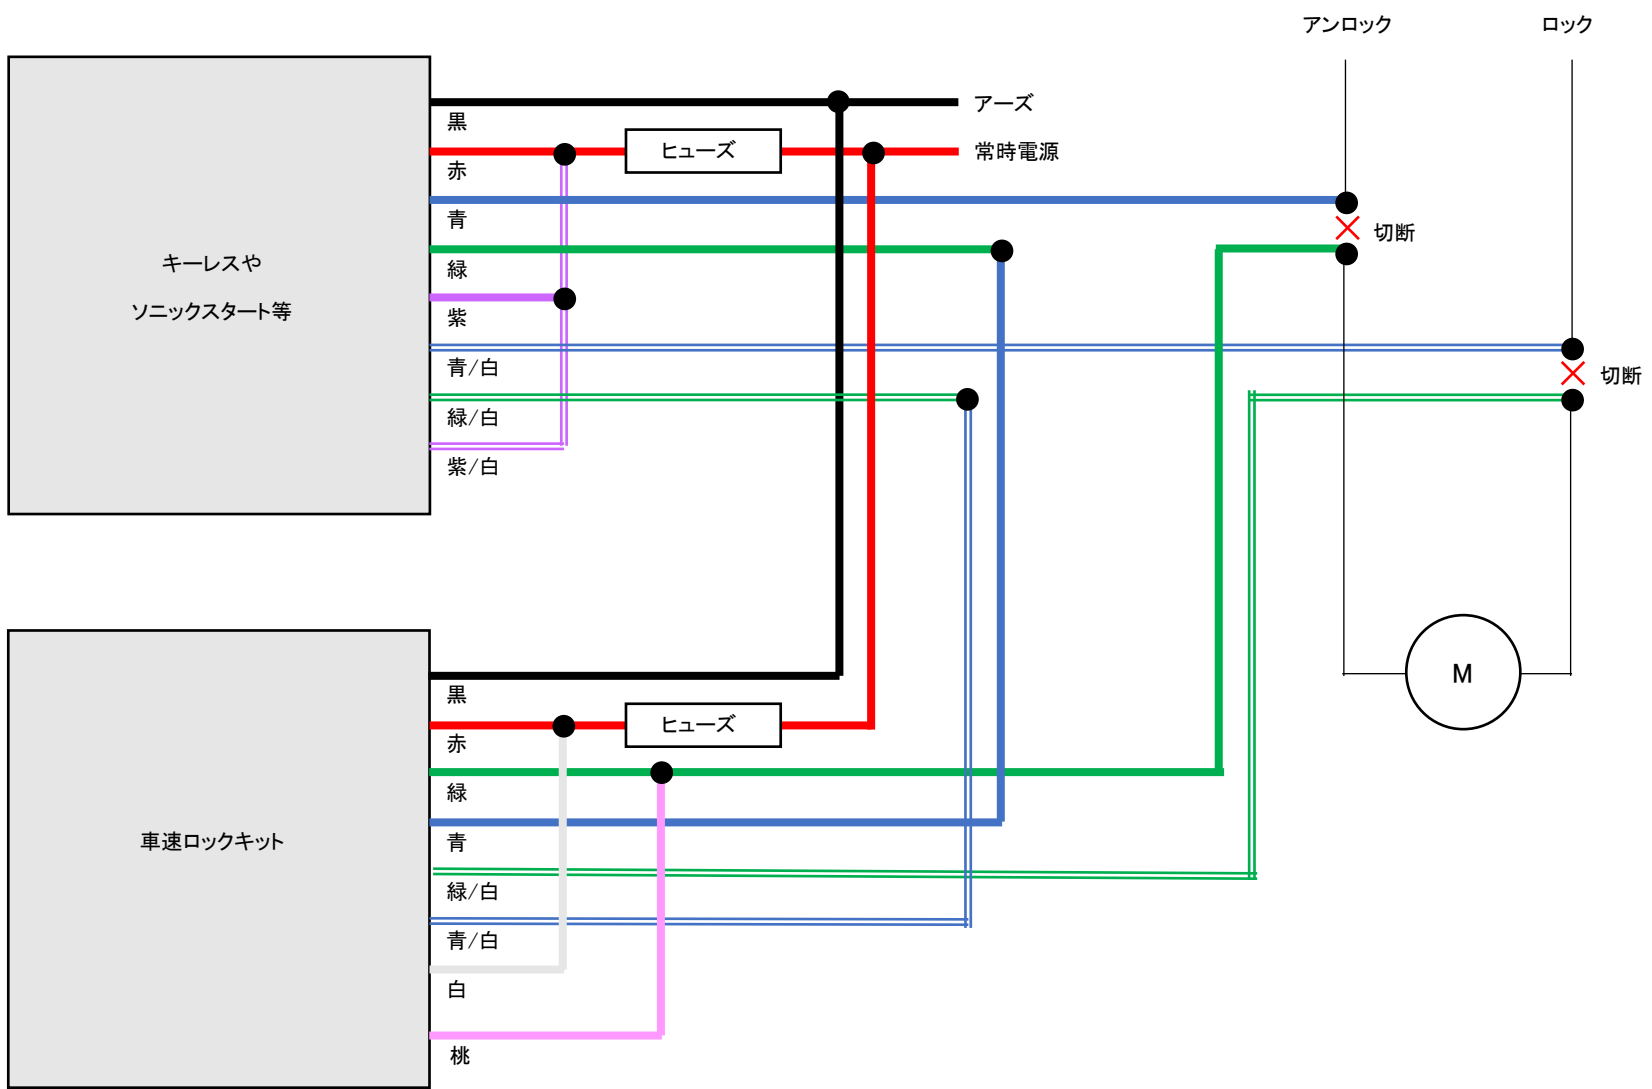 アンロック
ロック
アーズ
黒
ヒューズ
常時電源
赤
青
切断
キーレスや
緑
ソニックスタート等
紫
青/白
切断
緑/白
紫/白
黒
ヒューズ
赤
緑
車速ロックキット
青
緑/白
青/白
白
桃
M